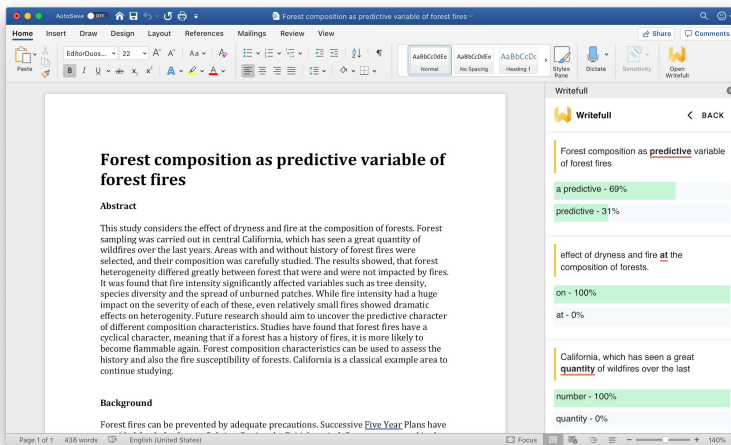 AutoSave OFF
Forest composition as predictive variable of forest fires
Home Insert Draw Design Layout References Mailings Review View
Share Comments
EditorDuos... 22
Paste
AaBbCcDdEe AaBbCcDdEe AaBbCcDc
Normal No Spacing Heading 1
Styles Pane
Dictate
Sensitivity
Open Writefull
Writefull
Writefull BACK
Forest composition as predictive variable of
forest fires
Abstract
This study considers the effect of dryness and fire at the composition of forests. Forest
sampling was carried out in central California, which has seen a great quantity of
wildfires over the last years. Areas with and without history of forest fires were
selected, and their composition was carefully studied. The results showed, that forest
heterogeneity differed greatly between forest that were and were not impacted by fires.
It was found that fire intensity significantly affected variables such as tree density,
species diversity and the spread of unburned patches. While fire intensity had a huge
impact on the severity of each of these, even relatively small fires showed dramatic
effects on heterogenity. Future research should aim to uncover the predictive character
of different composition characteristics. Studies have found that forest fires have a
cyclical character, meaning that if a forest has a history of fires, it is more likely to
become flammable again. Forest composition characteristics can be used to assess the
history and also the fire susceptibility of forests. California is a classical example area to
continue studying.
Background
Forest fires can be prevented by adequate precautions. Successive Five Year Plans have
Forest composition as predictive variable
of forest fires
a predictive - 69%
predictive - 31%
effect of dryness and fire at the
composition of forests.
on - 100%
at - 0%
California, which has seen a great
quantity of wildfires over the last
number - 100%
quantity - 0%
Page 1 of 1 438 words English (United States) Focus 140%